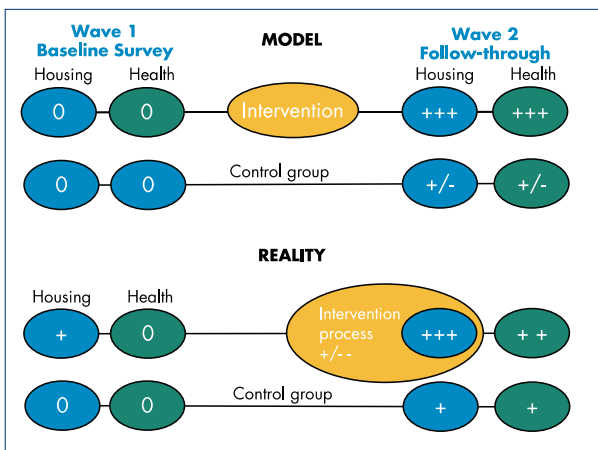 Wave 1
Baseline Survey
MODEL
Wave 2
Follow-through
Housing Health
Housing Health
0 0 Intervention +++ +++
Control group
0 0 +/- +/-
REALITY
Housing Health
Intervention
process
+/- -
+ 0 +++ + +
Control group
0 0 + +